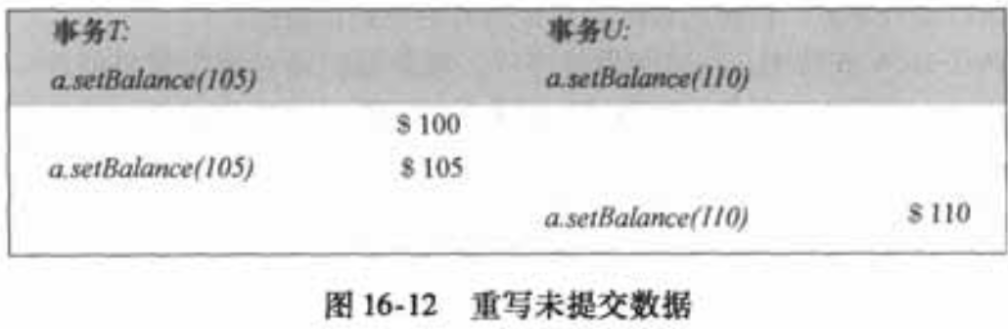 事务T: 事务U:
a.setBalance(105) a.setBalance(110)
$ 100
a.setBalance(105) $ 105
a.setBalance(110) $ 110
图 16-12 重写未提交数据